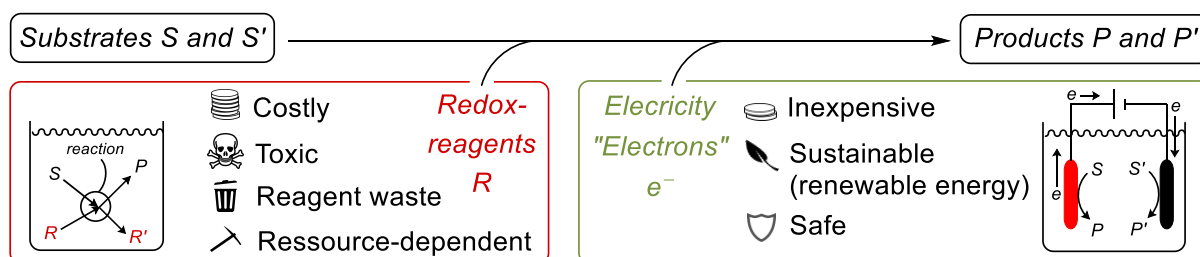 Substrates S and S'
Products P and P'
reaction
S
P
R
R'
Costly
Toxic
Reagent waste
Ressource-dependent
Redox-
reagents
R
Elecricity
"Electrons"
e⁻
Inexpensive
Sustainable
(renewable energy)
Safe
e
e
e
S
S'
P
P'